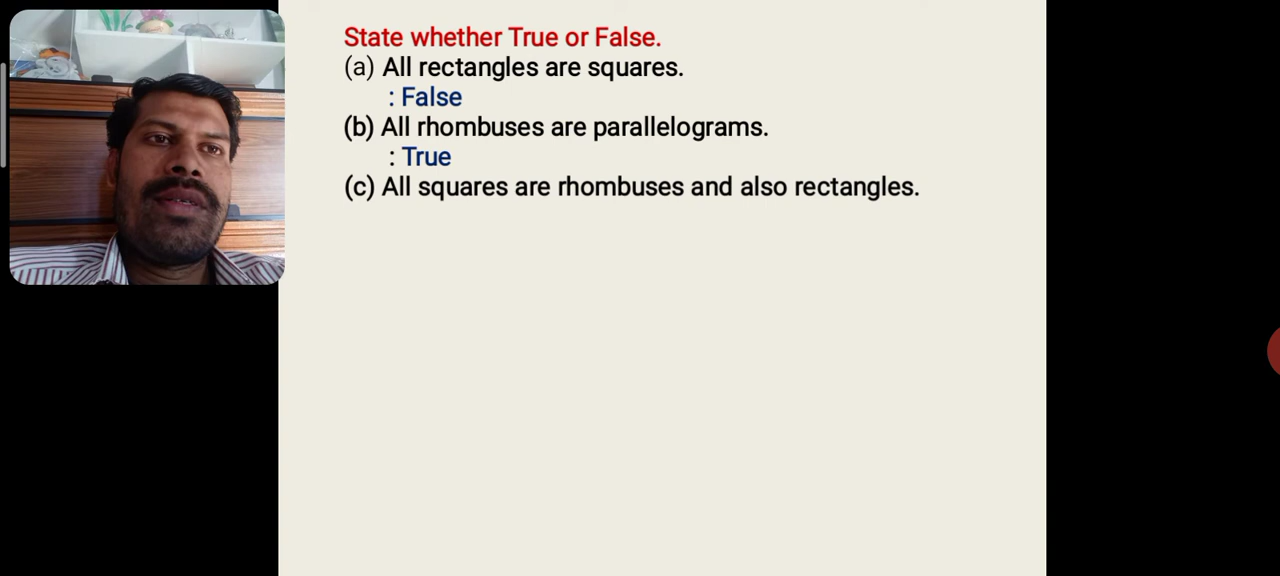 State whether True or False.
(a) All rectangles are squares.
: False
(b) All rhombuses are parallelograms.
: True
(c) All squares are rhombuses and also rectangles.